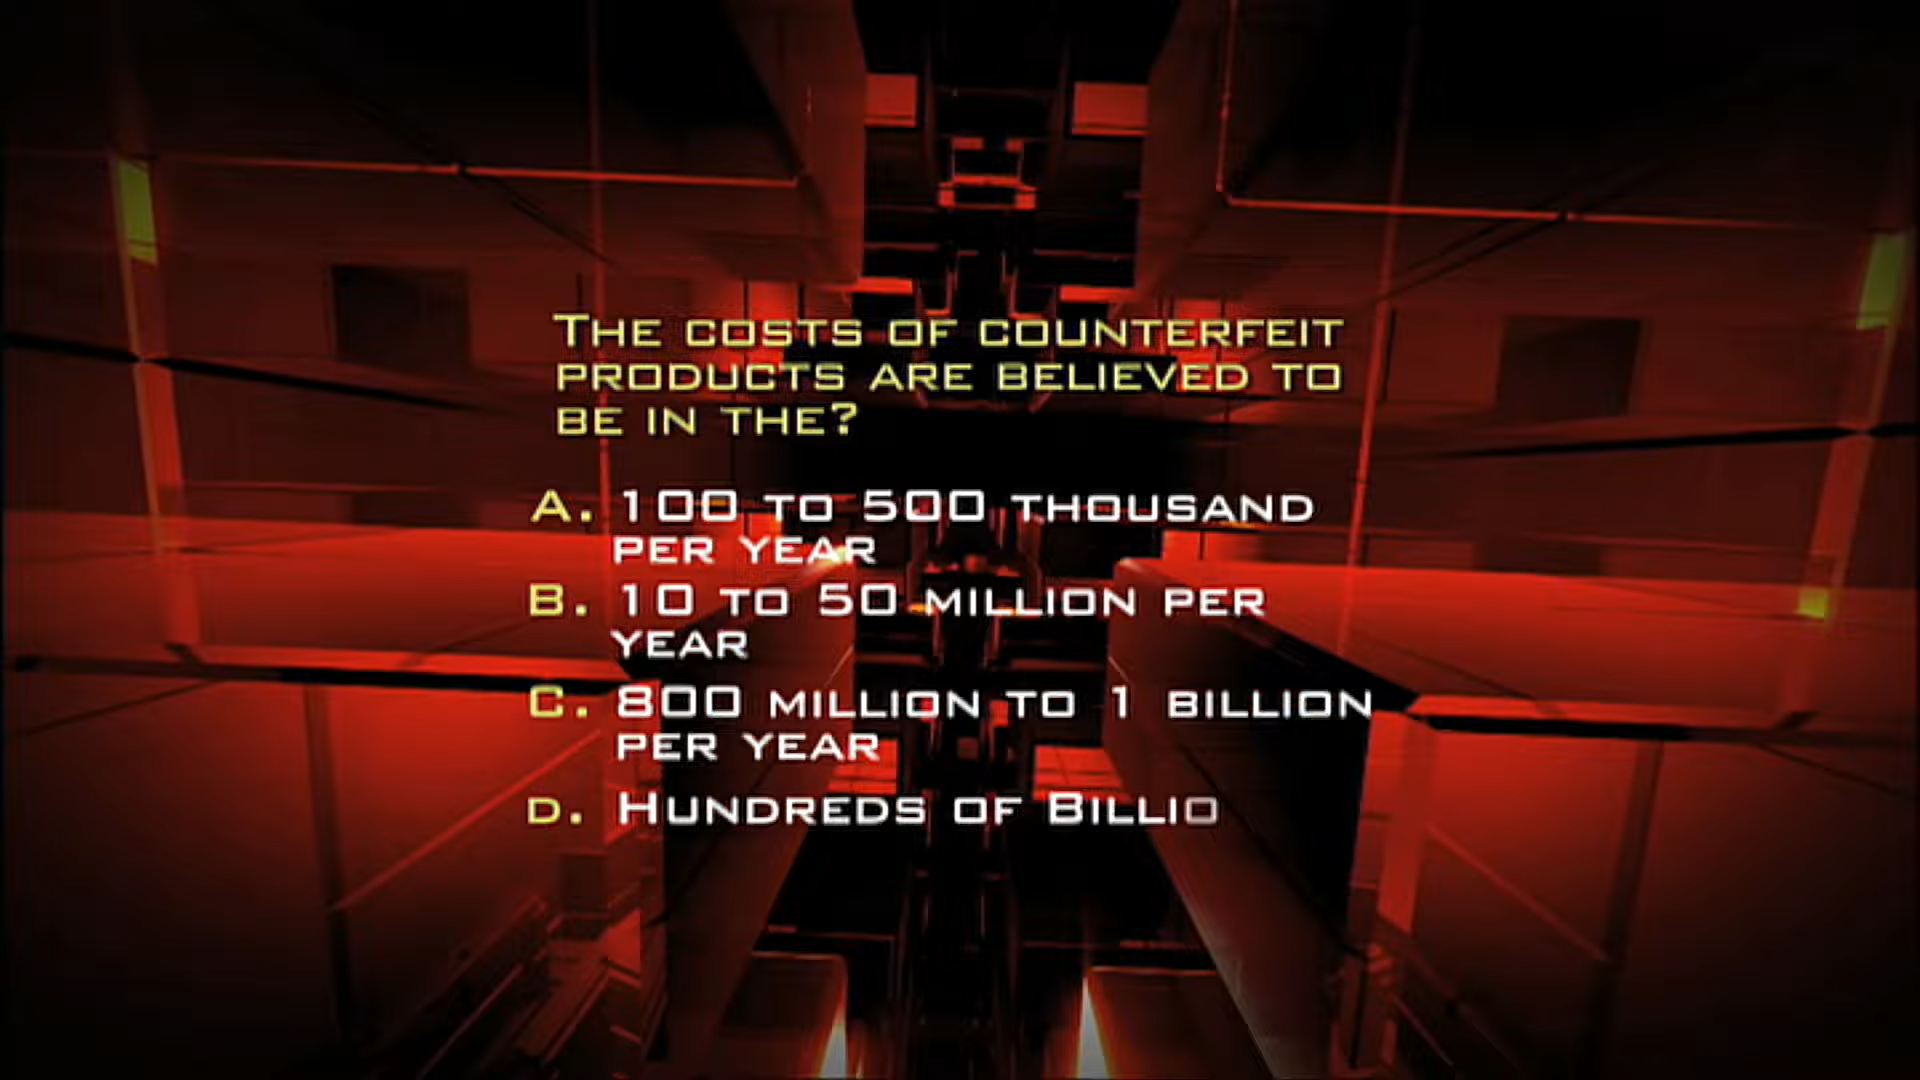 The costs of counterfeit
products are believed to
be in the?
A. 100 to 500 thousand
per year
B. 10 to 50 million per
year
C. 800 million to 1 billion
per year
D. Hundreds of Billio